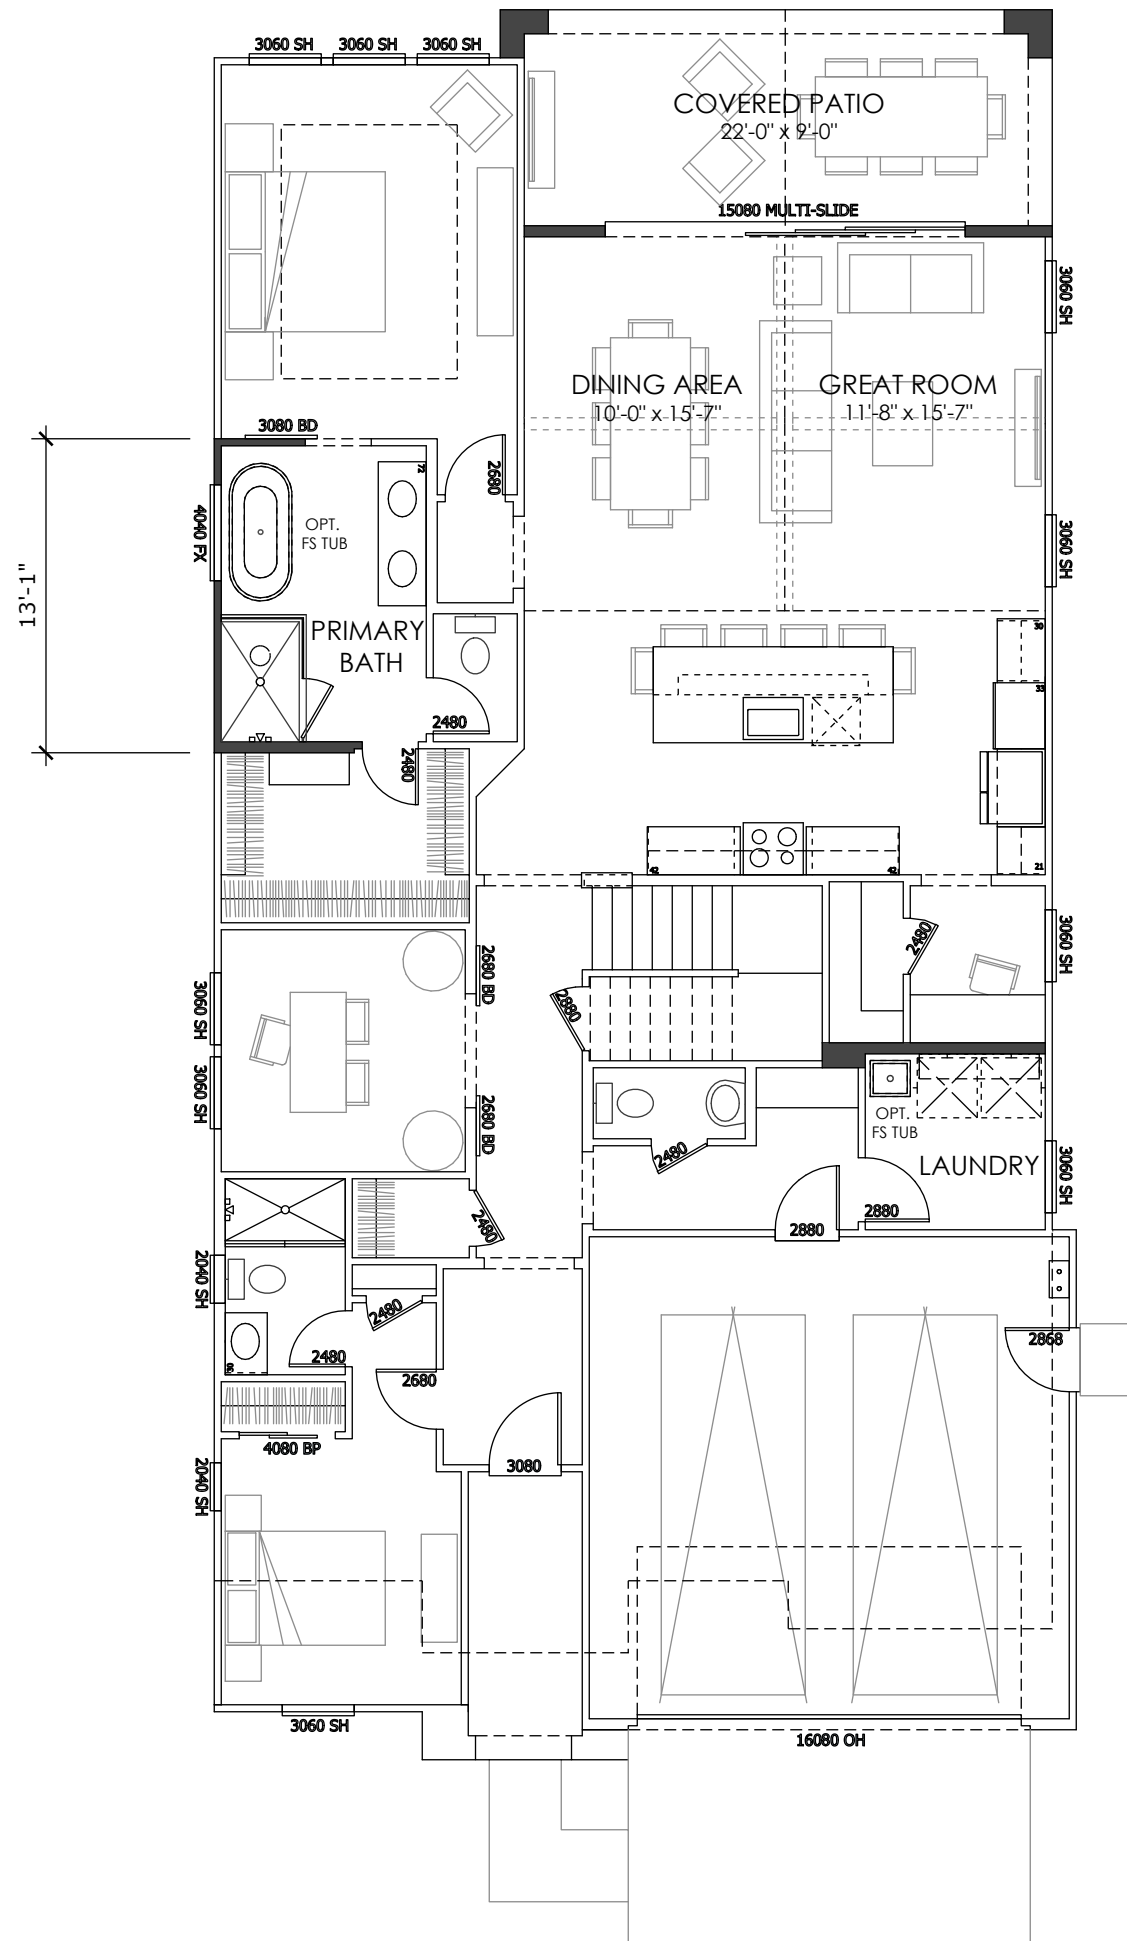 3060 SH
3060 SH
3060 SH
COVERED PATIO
22'-0" x 9'-0"
15080 MULTI-SLIDE
3060 SH
DINING AREA
10'-0" x 15'-7"
GREAT ROOM
11'-8" x 15'-7"
3080 BD
2680
72
4040 FX
OPT.
FS TUB
3060 SH
13'-1"
PRIMARY
BATH
30
33
2480
2480
42
42
21
2480
3060 SH
2680 BD
2880
3060 SH
3060 SH
2680 BD
OPT.
FS TUB
2480
LAUNDRY
3060 SH
2880
2880
2480
2040 SH
2480
2480
2680
2868
30
4080 BP
3080
2040 SH
3060 SH
16080 OH